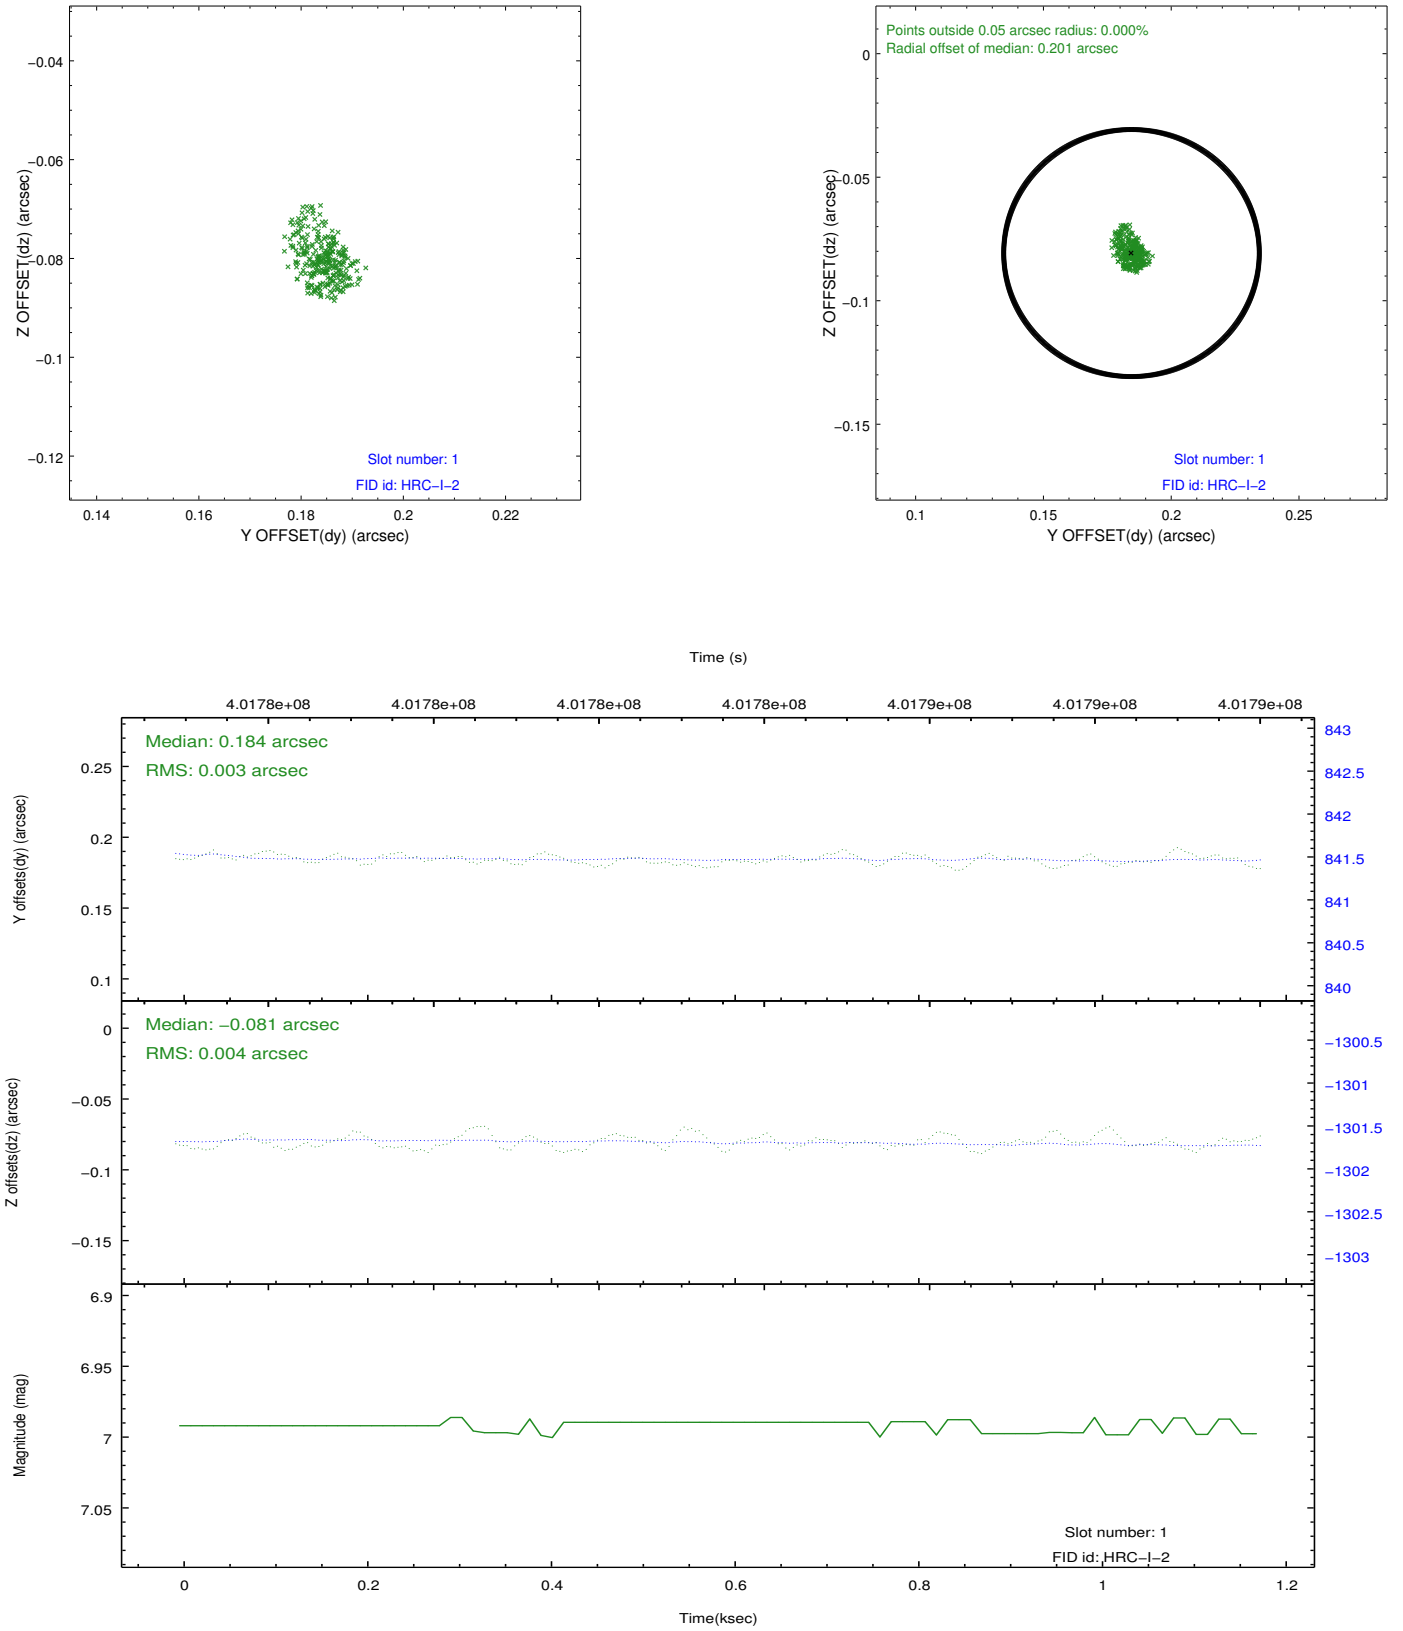 −0.04
−0.06
−0.08
−0.1
−0.12
Z OFFSET(dz) (arcsec)
Slot number: 1
FID id: HRC−I−2
0.14 0.16 0.18 0.2 0.22
Y OFFSET(dy) (arcsec)
Points outside 0.05 arcsec radius: 0.000%
Radial offset of median: 0.201 arcsec
0
−0.05
−0.1
−0.15
Z OFFSET(dz) (arcsec)
Slot number: 1
FID id: HRC−I−2
0.1 0.15 0.2 0.25
Y OFFSET(dy) (arcsec)
Time (s)
4.0178e+08 4.0178e+08 4.0178e+08 4.0178e+08 4.0179e+08 4.0179e+08 4.0179e+08
Median: 0.184 arcsec
RMS: 0.003 arcsec
0.25
0.2
0.15
0.1
Y offsets(dy) (arcsec)
843
842.5
842
841.5
841
840.5
840
Median: −0.081 arcsec
RMS: 0.004 arcsec
0
−0.05
−0.1
−0.15
Z offsets(dz) (arcsec)
−1300.5
−1301
−1301.5
−1302
−1302.5
−1303
6.9
6.95
7
7.05
Magnitude (mag)
Slot number: 1
FID id: HRC−I−2
0 0.2 0.4 0.6 0.8 1 1.2
Time(ksec)